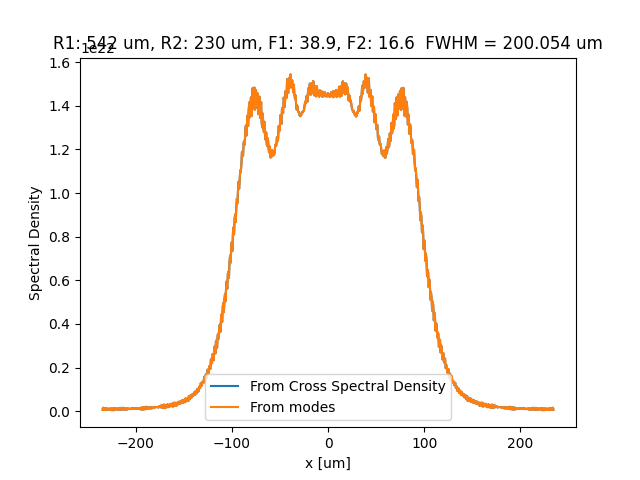 R1: 542 um, R2: 230 um, F1: 38.9, F2: 16.6  FWHM = 200.054 um
1e22
1.6
1.4
1.2
1.0
0.8
0.6
0.4
0.2
0.0
Spectral Density
From Cross Spectral Density
From modes
−200
−100
0
100
200
x [um]